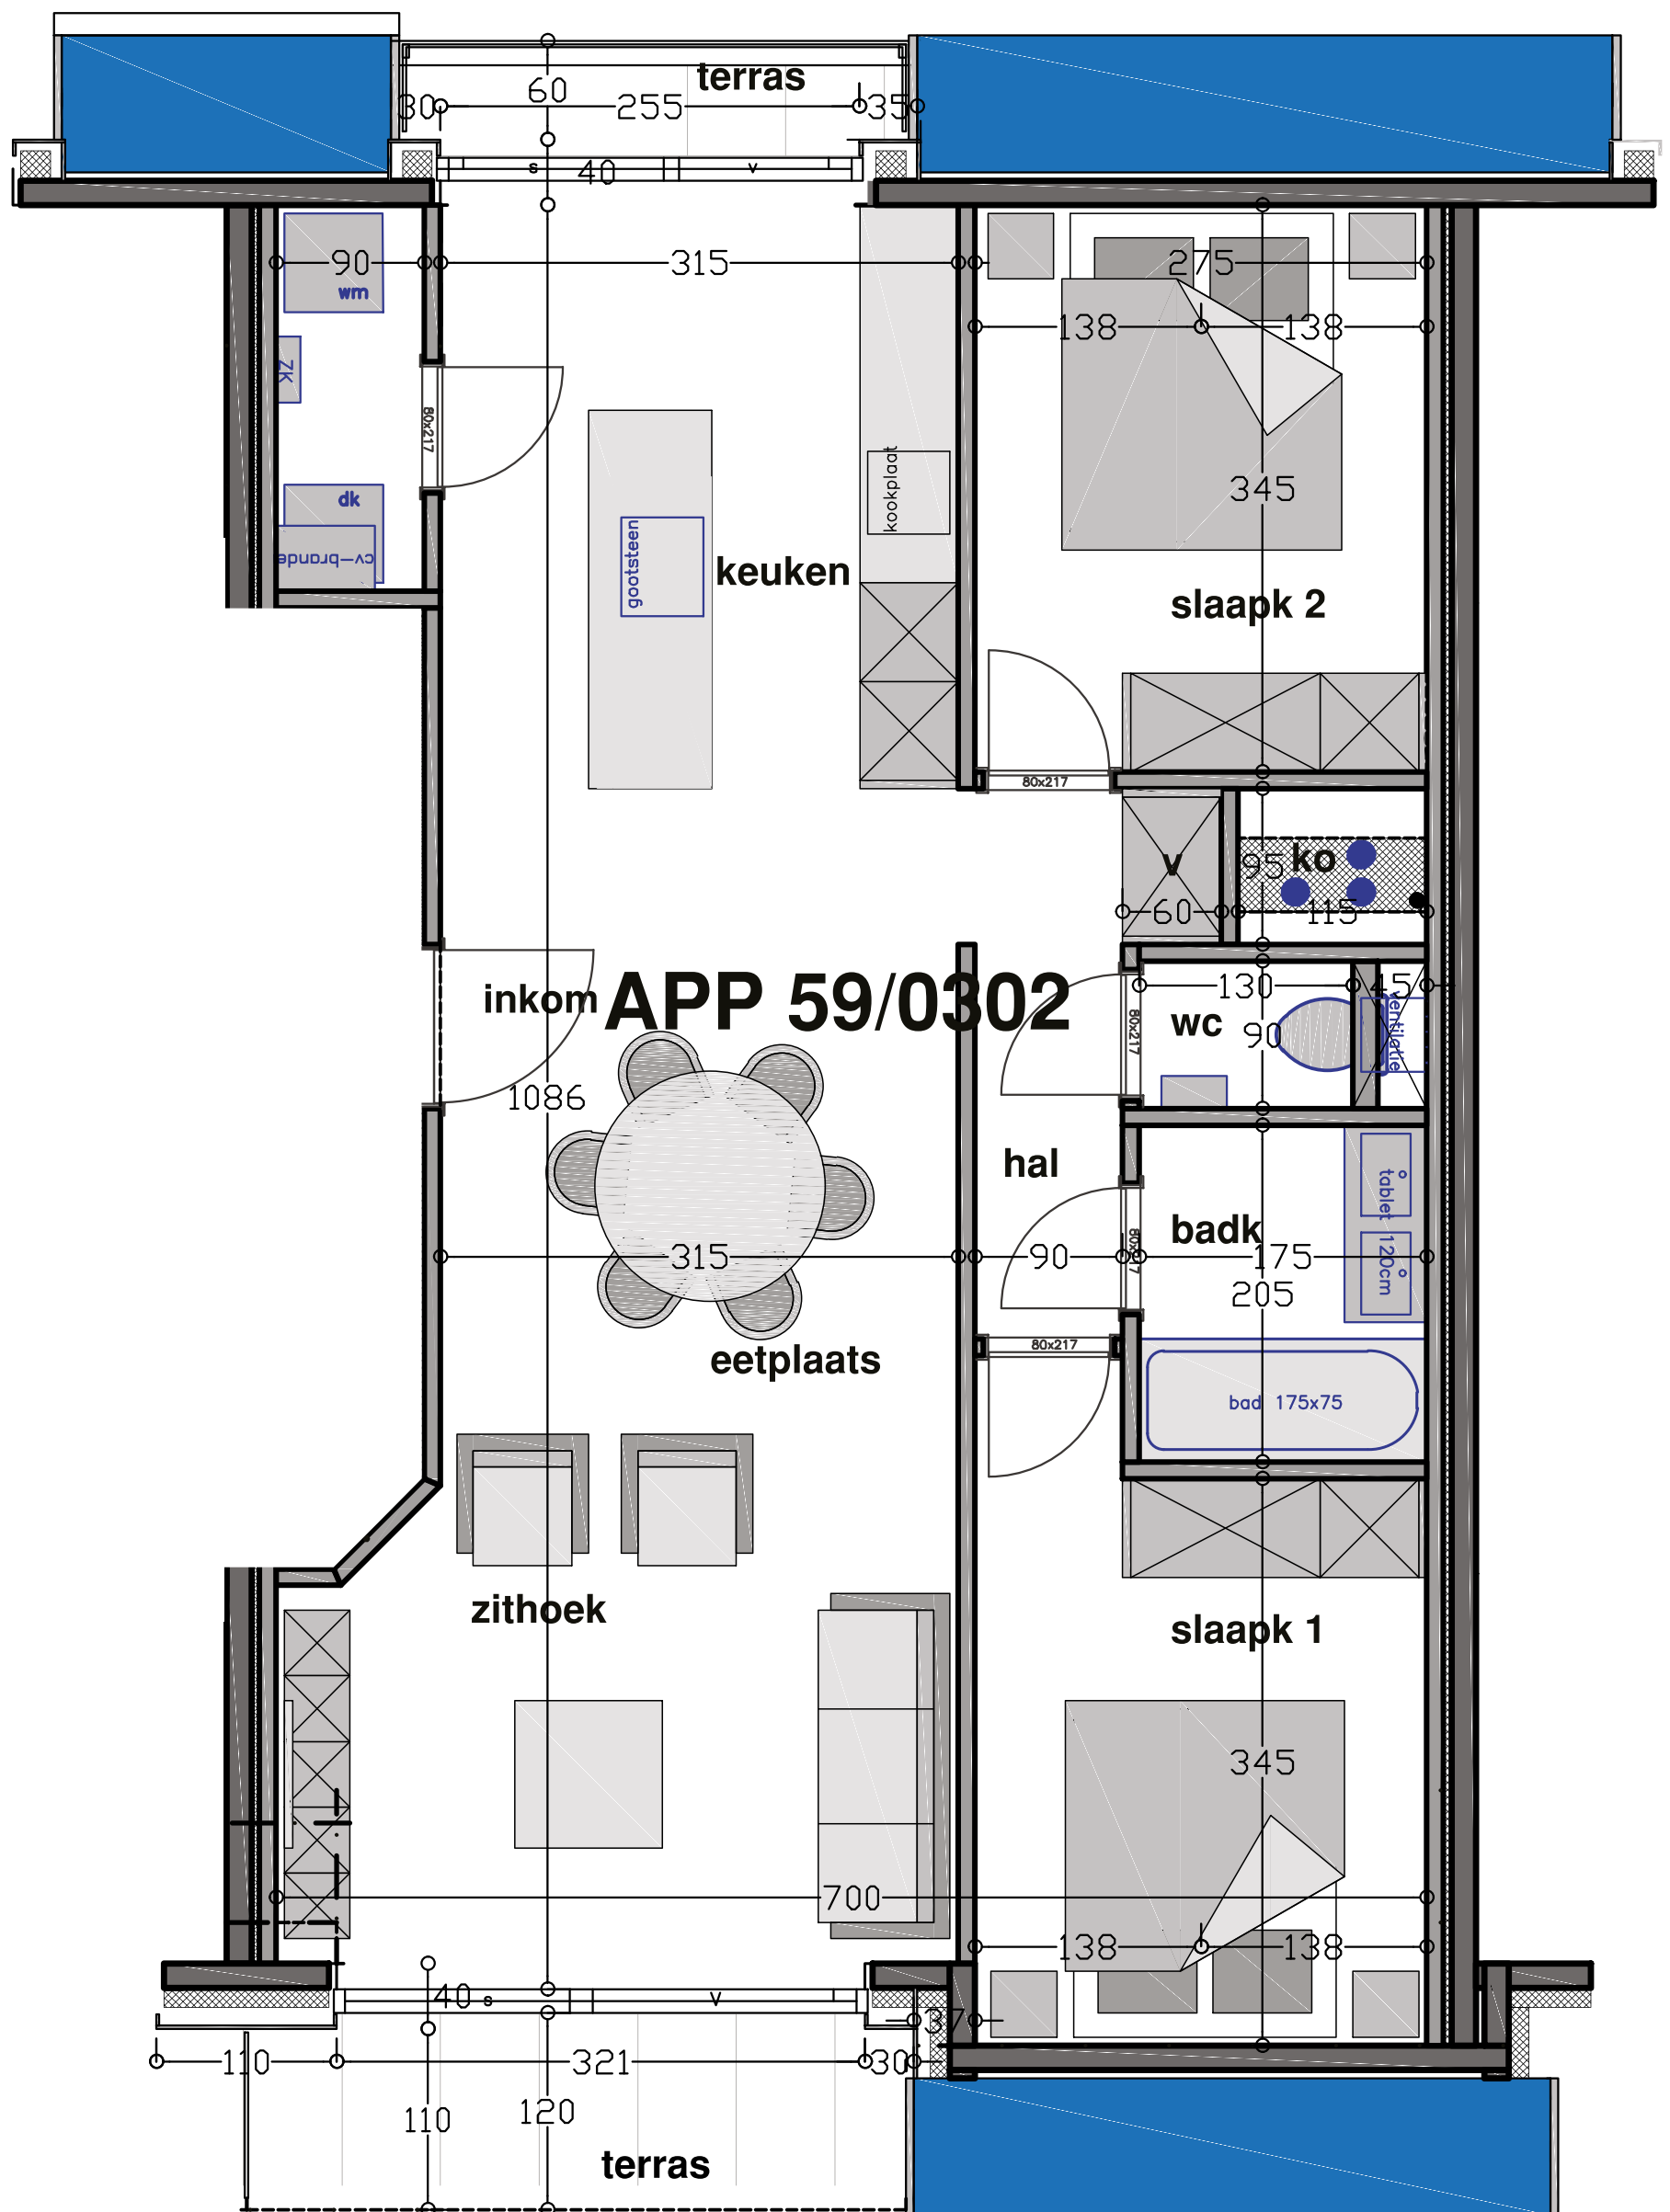 terras
60
30
255
35
s
40
v
90
315
275
wm
138
138
ZK
80x217
kookplaat
345
dk
gootsteen
cv-brande
keuken
slaapk 2
80x217
v
95
ko
60
115
130
45
inkom
APP 59/0302
wc
90
80x217
ventilatie
1086
hal
badk
tablet 120cm
315
90
80x217
175
205
80x217
eetplaats
bad 175x75
zithoek
slaapk 1
345
700
138
138
40
s
v
37
110
321
30
110
120
terras